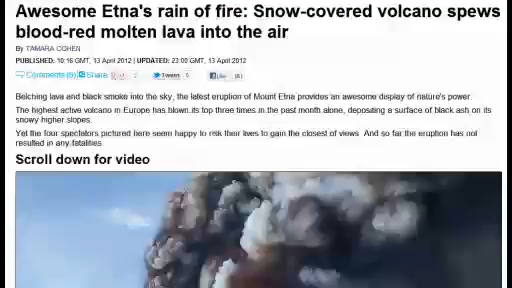 Awesome Etna's rain of fire: Snow-covered volcano spews
blood-red molten lava into the air
By TAMARA COHEN
PUBLISHED: 10:16 GMT, 13 April 2012 | UPDATED: 23:00 GMT, 13 April 2012
Comments (6) Share Tweet Like
Belching lava and black smoke into the sky, the latest eruption of Mount Etna provides an awesome display of nature's power.
The highest active volcano in Europe has blown its top three times in the past month alone, depositing a surface of black ash on its
snowy higher slopes.
Yet the four spectators pictured here seem happy to risk their lives to gain the closest of views. And so far the eruption has not
resulted in any fatalities.
Scroll down for video